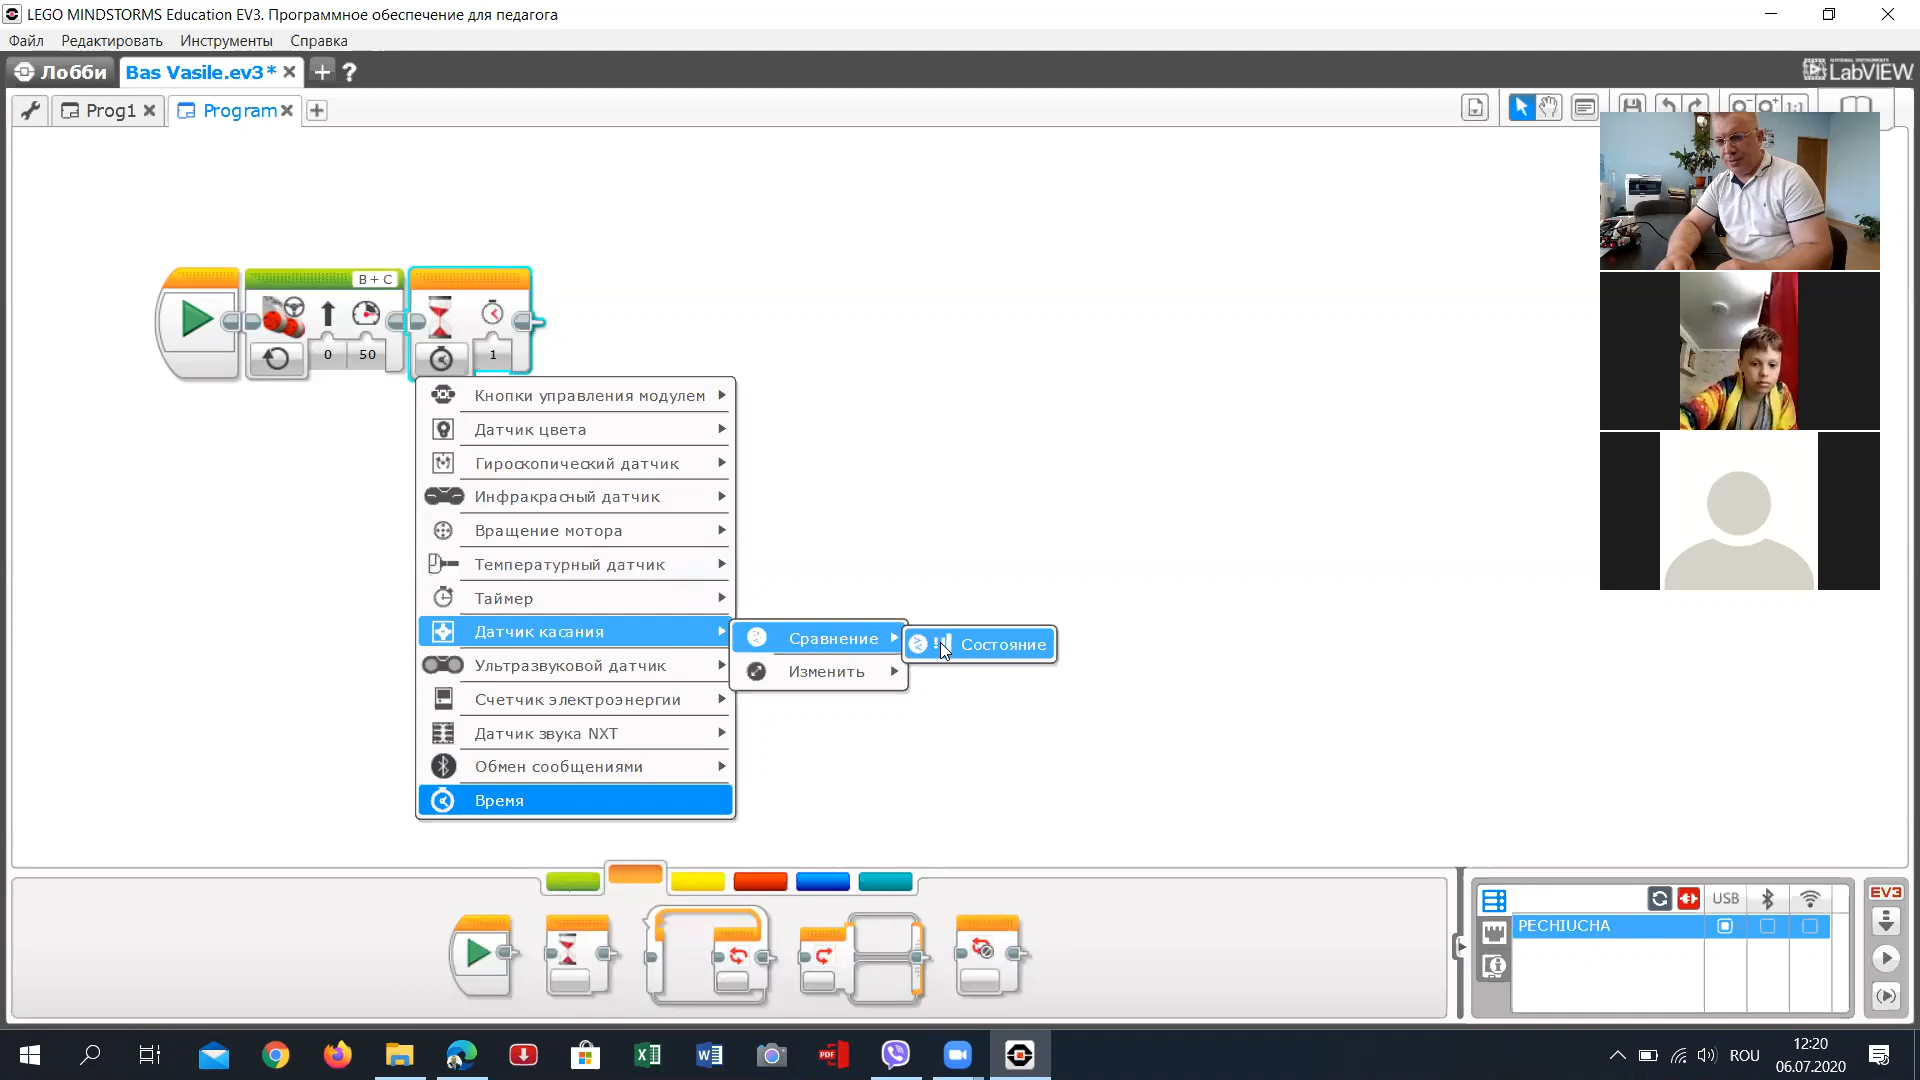 LEGO MINDSTORMS Education EV3. Программное обеспечение для педагога
Файл Редактировать Инструменты Справка
Лобби Bas Vasile.ev3* + ?
LabVIEW
Prog1 Program
1:1
B + C
0 50 1
Кнопки управления модулем
Датчик цвета
Гироскопический датчик
Инфракрасный датчик
Вращение мотора
Температурный датчик
Таймер
Датчик касания
Ультразвуковой датчик
Счетчик электроэнергии
Датчик звука NXT
Обмен сообщениями
Время
Сравнение
Изменить
Состояние
USB
EV3
PECHIUCHA
PDF
ROU
12:20
06.07.2020